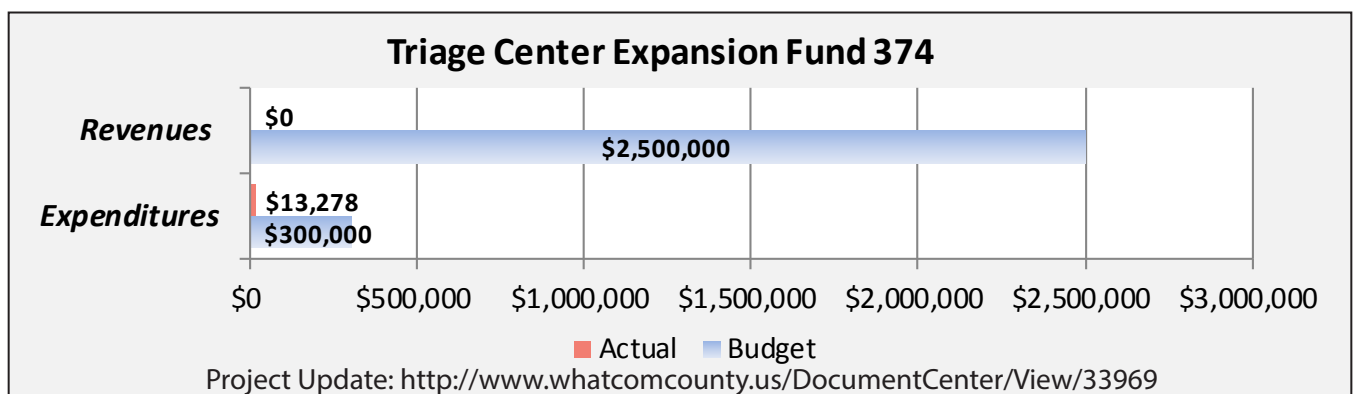 Triage Center Expansion Fund 374
Revenues
$0
$2,500,000
Expenditures
$13,278
$300,000
$0 $500,000 $1,000,000 $1,500,000 $2,000,000 $2,500,000 $3,000,000
Actual Budget
Project Update: http://www.whatcomcounty.us/DocumentCenter/View/33969